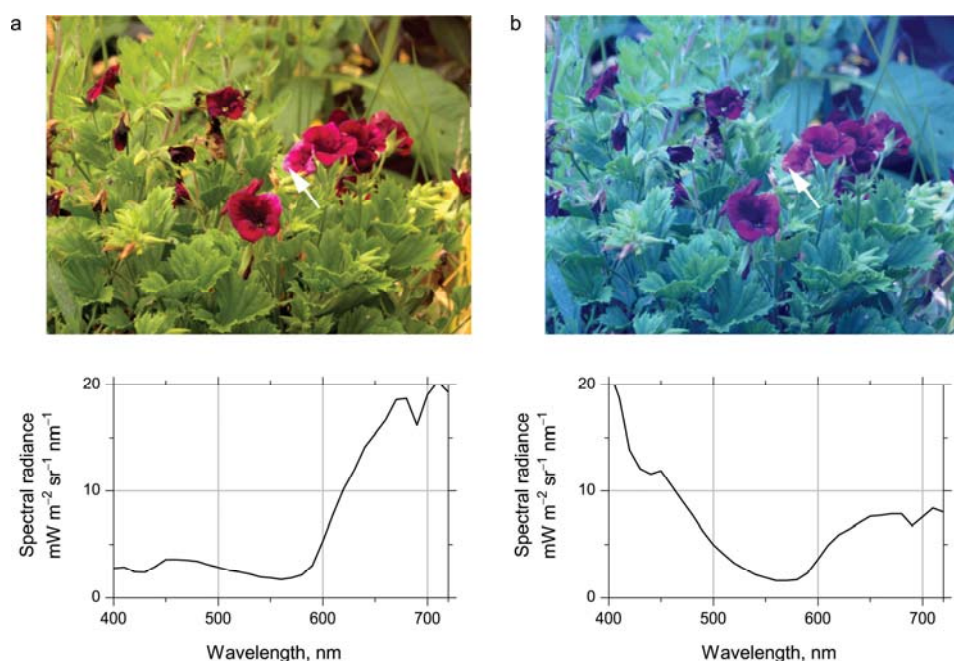 a
b
20
10
0
Spectral radiance
mW m⁻² sr⁻¹ nm⁻¹
400
500
600
700
Wavelength, nm
20
10
0
Spectral radiance
mW m⁻² sr⁻¹ nm⁻¹
400
500
600
700
Wavelength, nm